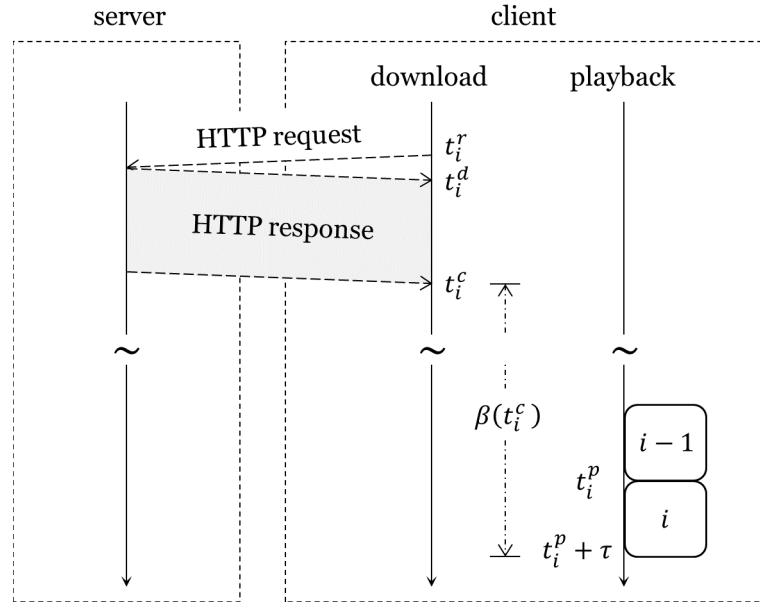 server
client
download
playback
HTTP request
t_i^r
t_i^d
HTTP response
t_i^c
~ ~ ~
β(t_i^c)
i − 1
t_i^p
i
t_i^p + τ